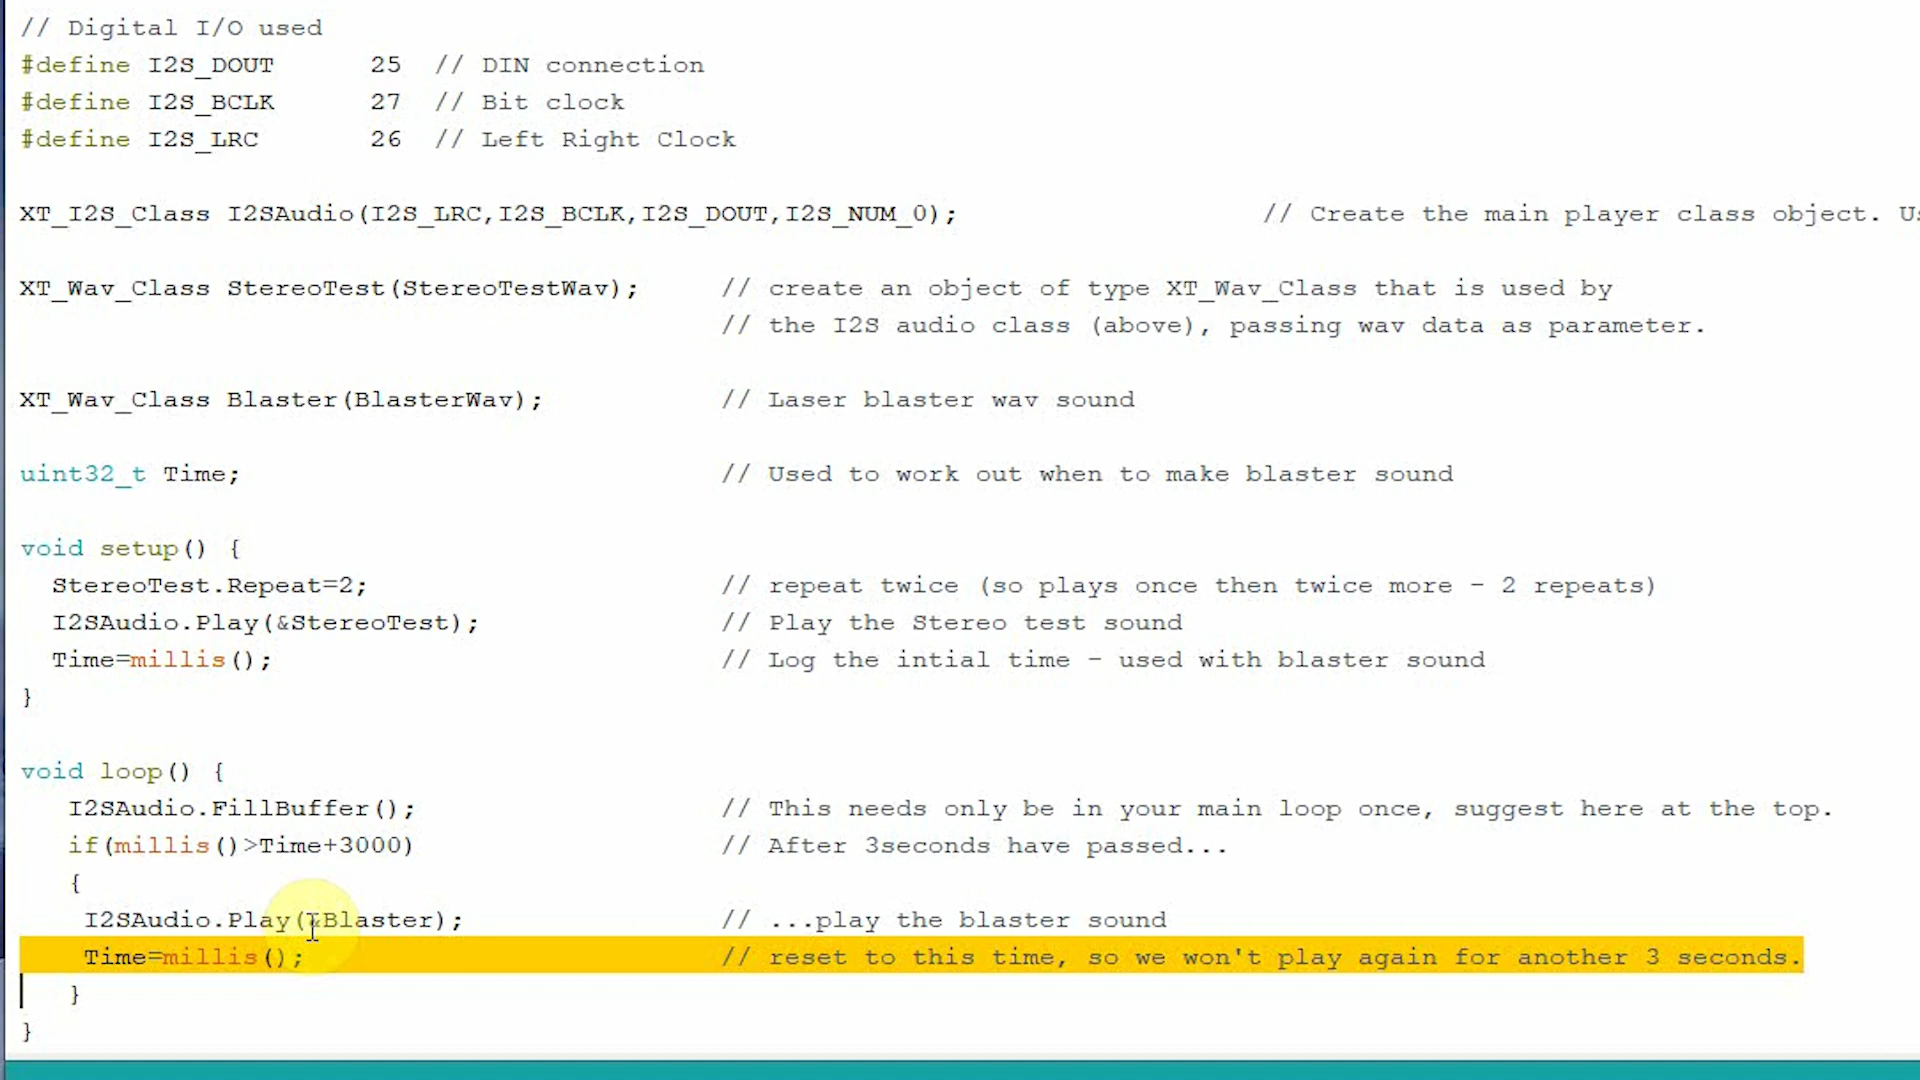 // Digital I/O used
#define I2S_DOUT 25 // DIN connection
#define I2S_BCLK 27 // Bit clock
#define I2S_LRC 26 // Left Right Clock
XT_I2S_Class I2SAudio(I2S_LRC,I2S_BCLK,I2S_DOUT,I2S_NUM_0); // Create the main player class object.
XT_Wav_Class StereoTest(StereoTestWav); // create an object of type XT_Wav_Class that is used by
// the I2S audio class (above), passing wav data as parameter.
XT_Wav_Class Blaster(BlasterWav); // Laser blaster wav sound
uint32_t Time; // Used to work out when to make blaster sound
void setup() {
StereoTest.Repeat=2; // repeat twice (so plays once then twice more - 2 repeats)
I2SAudio.Play(&StereoTest); // Play the Stereo test sound
Time=millis(); // Log the intial time - used with blaster sound
}
void loop() {
I2SAudio.FillBuffer(); // This needs only be in your main loop once, suggest here at the top.
if(millis()>Time+3000) // After 3seconds have passed...
{
I2SAudio.Play(&Blaster); // ...play the blaster sound
Time=millis(); // reset to this time, so we won't play again for another 3 seconds.
}
}